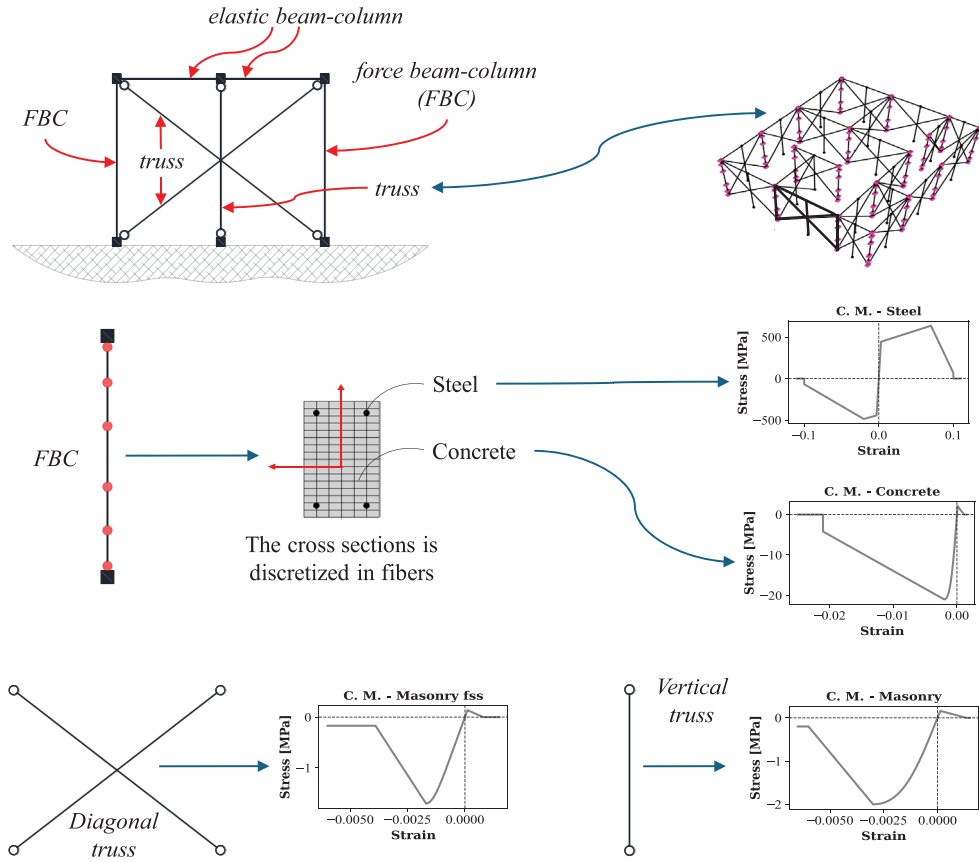 elastic beam-column
force beam-column
(FBC)
FBC
truss
truss
C. M. - Steel
Stress [MPa]
500
0
−500
−0.1
0.0
0.1
Strain
Steel
FBC
Concrete
The cross sections is
discretized in fibers
C. M. - Concrete
Stress [MPa]
0
−10
−20
−0.02
−0.01
0.00
Strain
Diagonal
truss
C. M. - Masonry fss
Stress [MPa]
0
−1
−0.0050
−0.0025
0.0000
Strain
Vertical
truss
C. M. - Masonry
Stress [MPa]
0
−1
−2
−0.0050
−0.0025
0.0000
Strain